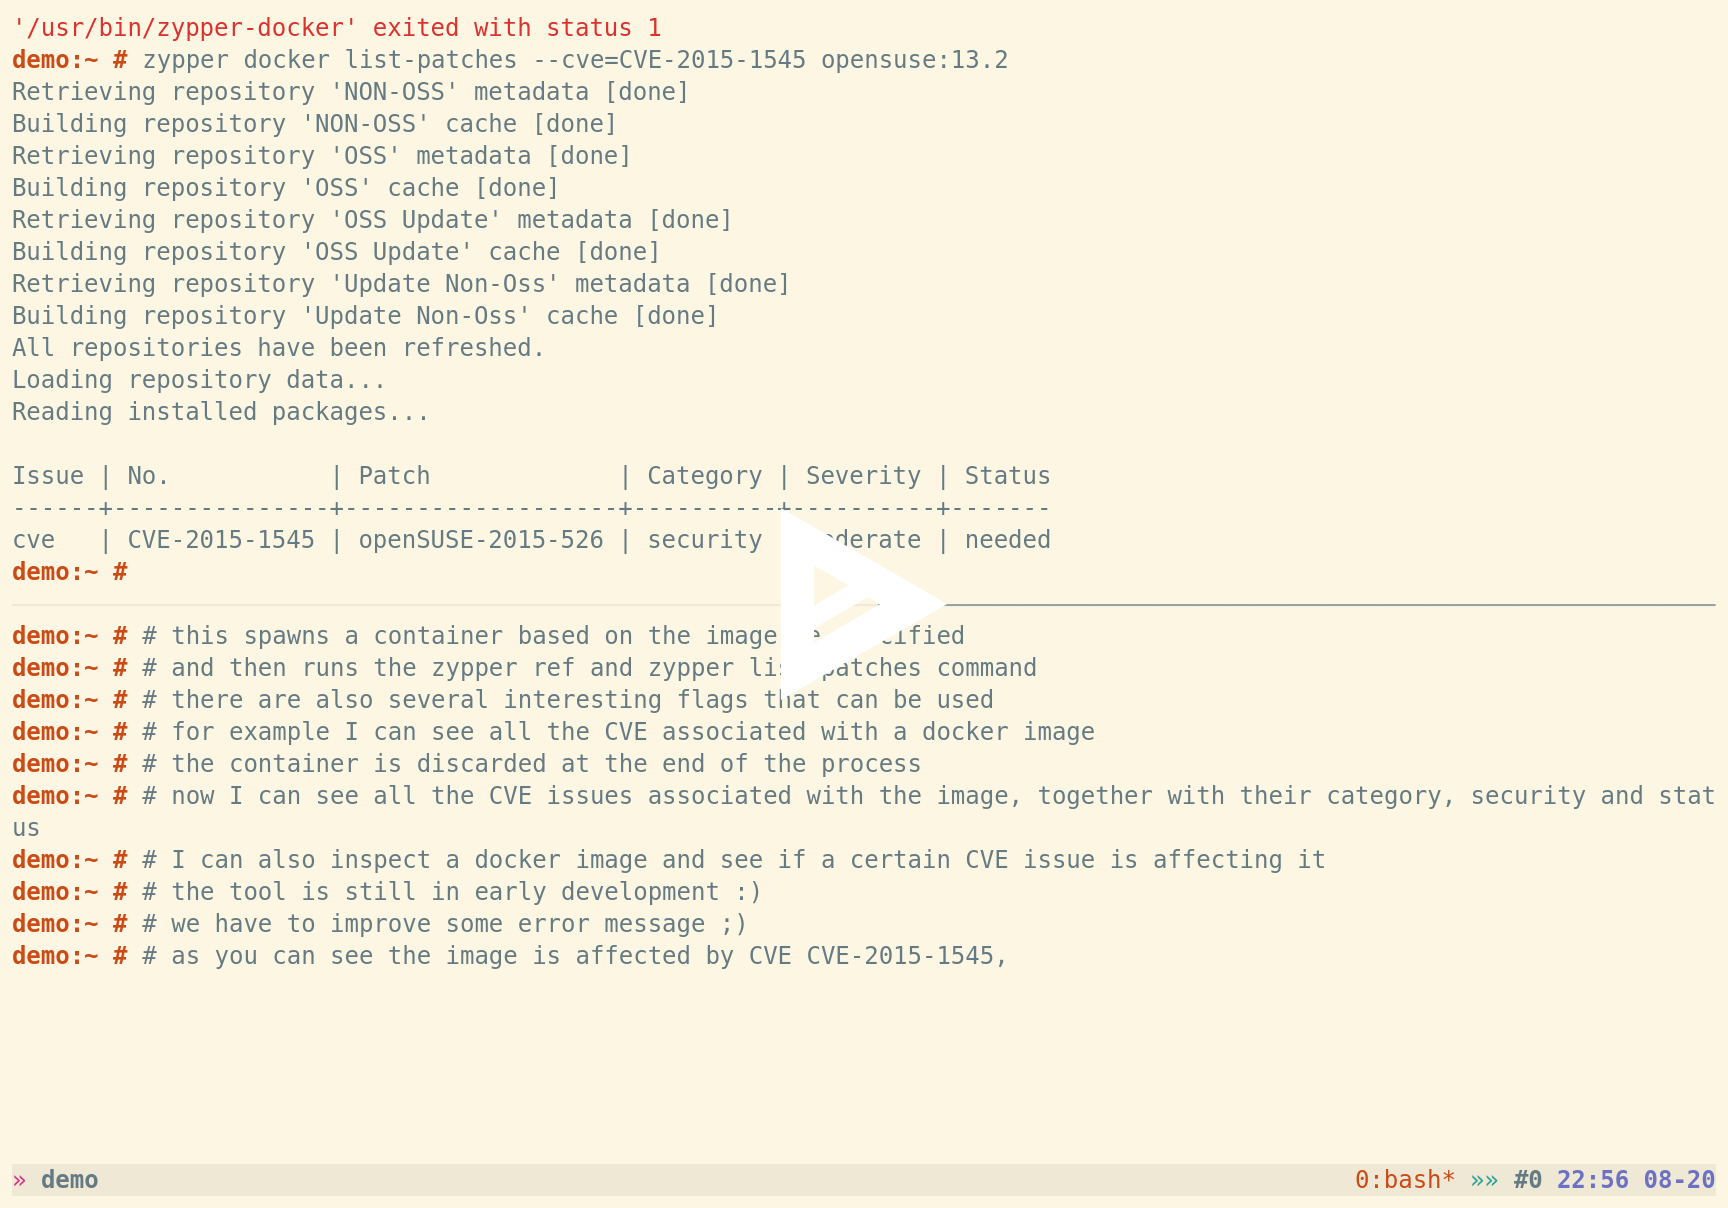 '/usr/bin/zypper-docker' exited with status 1
demo:~ # zypper docker list-patches --cve=CVE-2015-1545 opensuse:13.2
Retrieving repository 'NON-OSS' metadata [done]
Building repository 'NON-OSS' cache [done]
Retrieving repository 'OSS' metadata [done]
Building repository 'OSS' cache [done]
Retrieving repository 'OSS Update' metadata [done]
Building repository 'OSS Update' cache [done]
Retrieving repository 'Update Non-Oss' metadata [done]
Building repository 'Update Non-Oss' cache [done]
All repositories have been refreshed.
Loading repository data...
Reading installed packages...

Issue | No.           | Patch             | Category | Severity | Status
------+---------------+-------------------+----------+----------+-------
cve   | CVE-2015-1545 | openSUSE-2015-526 | security | moderate | needed
demo:~ #
demo:~ # # this spawns a container based on the image specified
demo:~ # # and then runs the zypper ref and zypper list-patches command
demo:~ # # there are also several interesting flags that can be used
demo:~ # # for example I can see all the CVE associated with a docker image
demo:~ # # the container is discarded at the end of the process
demo:~ # # now I can see all the CVE issues associated with the image, together with their category, security and stat
us
demo:~ # # I can also inspect a docker image and see if a certain CVE issue is affecting it
demo:~ # # the tool is still in early development :)
demo:~ # # we have to improve some error message ;)
demo:~ # # as you can see the image is affected by CVE CVE-2015-1545,
» demo 0:bash* »» #0 22:56 08-20